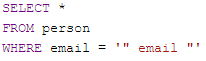 SELECT *
FROM person
WHERE email = '" email "'